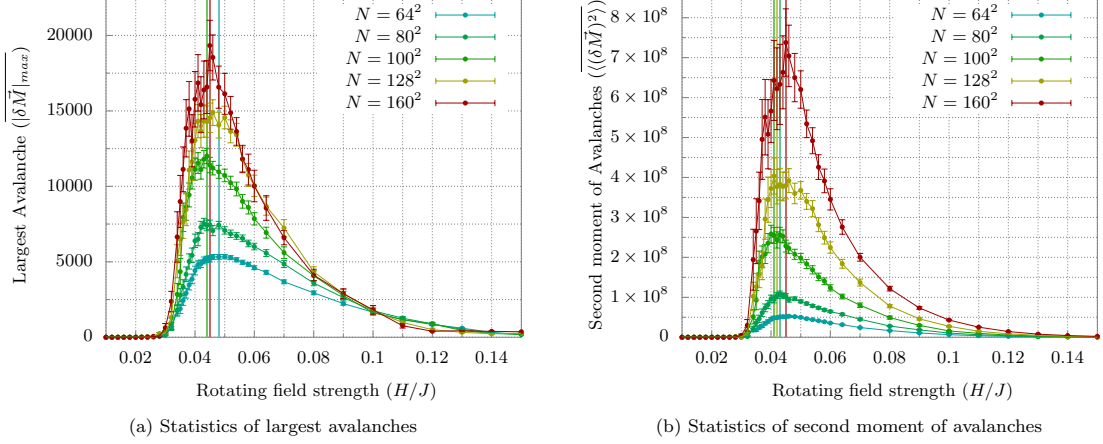 20000
15000
10000
5000
0
0.02
0.04
0.06
0.08
0.1
0.12
0.14
Largest Avalanche (|δM⃗|_max)
Rotating field strength (H/J)
N = 64²
N = 80²
N = 100²
N = 128²
N = 160²
(a) Statistics of largest avalanches
8 × 10⁸
7 × 10⁸
6 × 10⁸
5 × 10⁸
4 × 10⁸
3 × 10⁸
2 × 10⁸
1 × 10⁸
0
0.02
0.04
0.06
0.08
0.1
0.12
0.14
Second moment of Avalanches (⟨(δM⃗)²⟩)
Rotating field strength (H/J)
N = 64²
N = 80²
N = 100²
N = 128²
N = 160²
(b) Statistics of second moment of avalanches